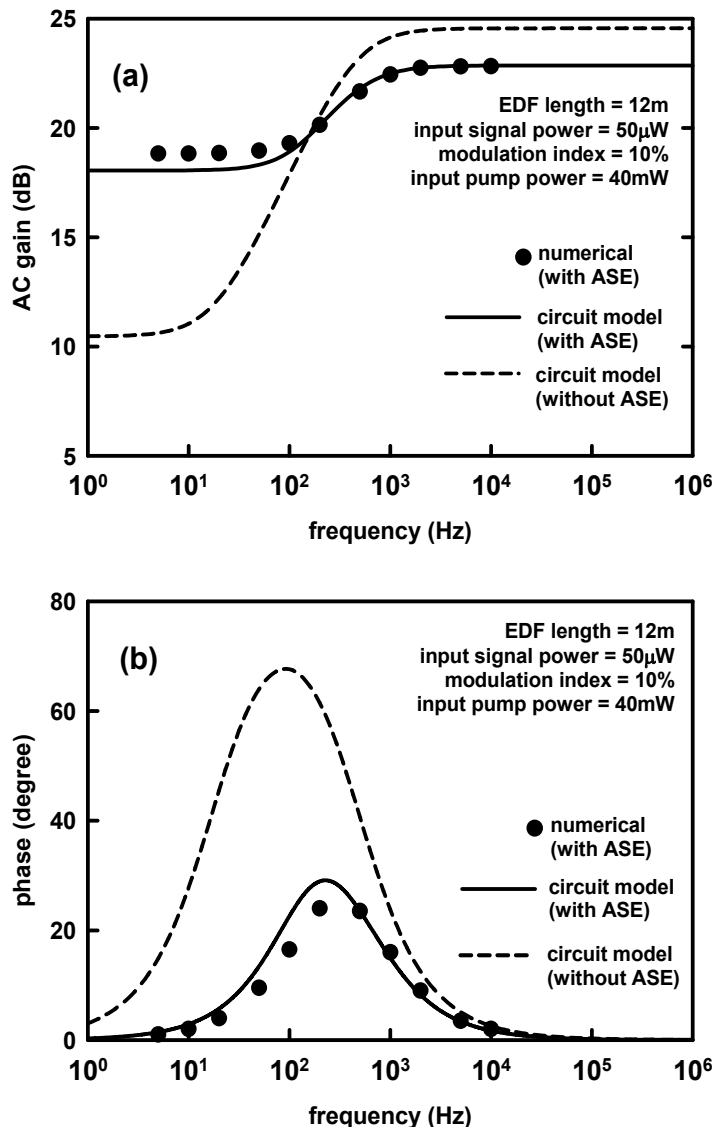 25
20
15
10
5
AC gain (dB)
(a)
EDF length = 12m
input signal power = 50μW
modulation index = 10%
input pump power = 40mW
numerical
(with ASE)
circuit model
(with ASE)
circuit model
(without ASE)
10⁰ 10¹ 10² 10³ 10⁴ 10⁵ 10⁶
frequency (Hz)
80
60
40
20
0
phase (degree)
(b)
EDF length = 12m
input signal power = 50μW
modulation index = 10%
input pump power = 40mW
numerical
(with ASE)
circuit model
(with ASE)
circuit model
(without ASE)
10⁰ 10¹ 10² 10³ 10⁴ 10⁵ 10⁶
frequency (Hz)